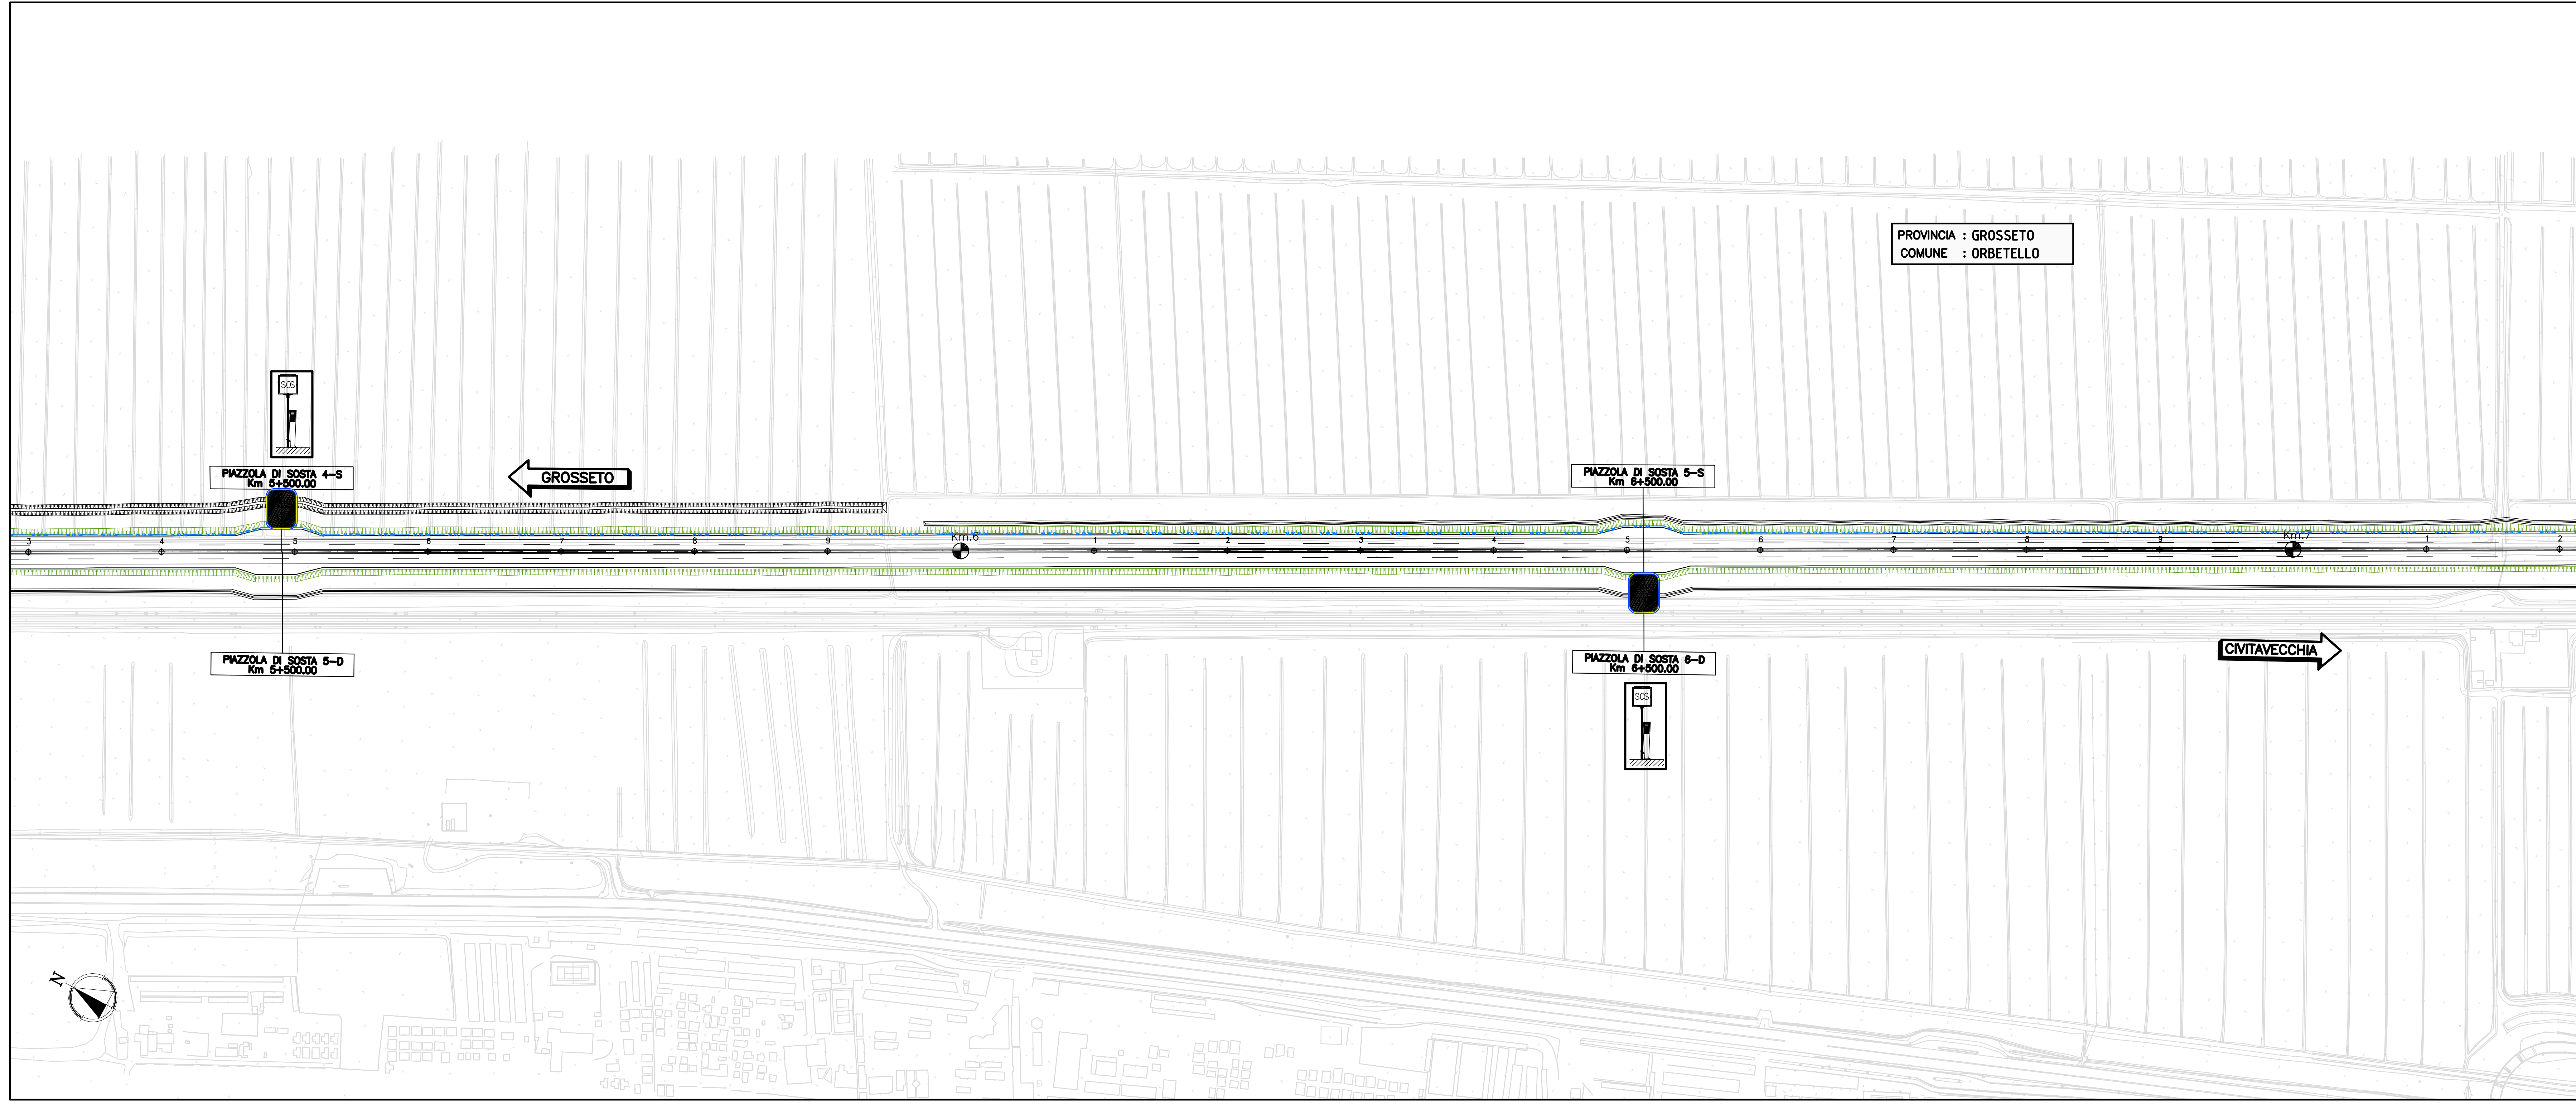 PROVINCIA : GROSSETO
COMUNE : ORBETELLO
SOS
PIAZZOLA DI SOSTA 4-S
Km 5+500.00
GROSSETO
PIAZZOLA DI SOSTA 5-S
Km 6+500.00
3 4 5 6 7 8 9 Km.6 1 2 3 4 5 6 7 8 9 Km.7 1 2
PIAZZOLA DI SOSTA 5-D
Km 5+500.00
PIAZZOLA DI SOSTA 6-D
Km 6+500.00
CIVITAVECCHIA
SOS
N